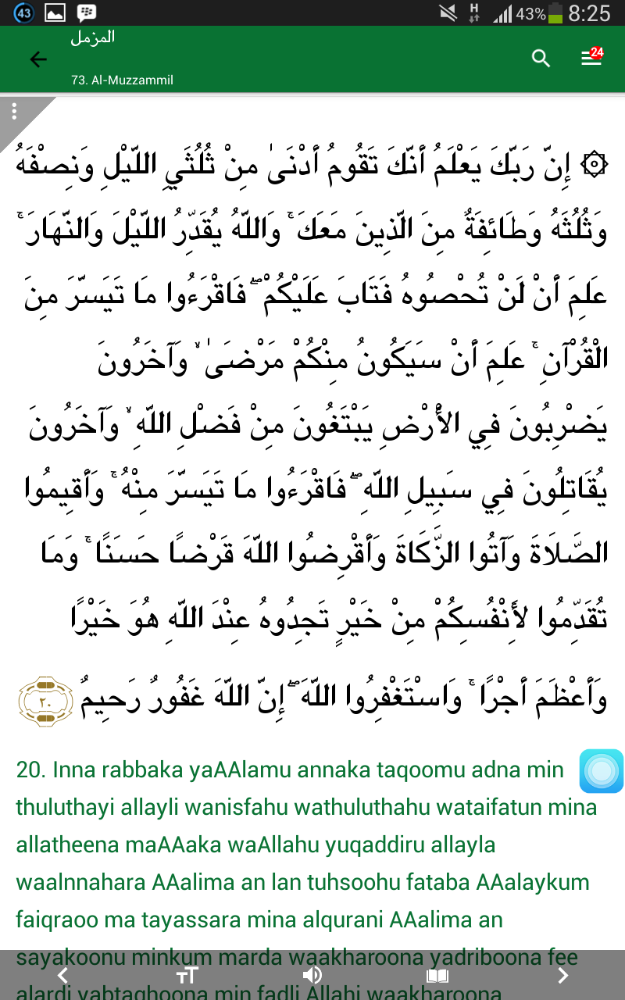 43
H 43% 8:25
المزمل
24
73. Al-Muzzammil
۞ إِنَّ رَبَّكَ يَعْلَمُ أَنَّكَ تَقُومُ أَدْنَىٰ مِنْ ثُلُثَيِ اللَّيْلِ وَنِصْفَهُ
وَثُلُثَهُ وَطَائِفَةٌ مِنَ الَّذِينَ مَعَكَ ۚ وَاللَّهُ يُقَدِّرُ اللَّيْلَ وَالنَّهَارَ ۚ
عَلِمَ أَنْ لَنْ تُحْصُوهُ فَتَابَ عَلَيْكُمْ ۖ فَاقْرَءُوا مَا تَيَسَّرَ مِنَ
الْقُرْآنِ ۚ عَلِمَ أَنْ سَيَكُونُ مِنْكُمْ مَرْضَىٰ ۙ وَآخَرُونَ
يَضْرِبُونَ فِي الْأَرْضِ يَبْتَغُونَ مِنْ فَضْلِ اللَّهِ ۙ وَآخَرُونَ
يُقَاتِلُونَ فِي سَبِيلِ اللَّهِ ۖ فَاقْرَءُوا مَا تَيَسَّرَ مِنْهُ ۚ وَأَقِيمُوا
الصَّلَاةَ وَآتُوا الزَّكَاةَ وَأَقْرِضُوا اللَّهَ قَرْضًا حَسَنًا ۚ وَمَا
تُقَدِّمُوا لِأَنْفُسِكُمْ مِنْ خَيْرٍ تَجِدُوهُ عِنْدَ اللَّهِ هُوَ خَيْرًا
وَأَعْظَمَ أَجْرًا ۚ وَاسْتَغْفِرُوا اللَّهَ ۖ إِنَّ اللَّهَ غَفُورٌ رَحِيمٌ ٢٠
20. Inna rabbaka yaAAlamu annaka taqoomu adna min
thuluthayi allayli wanisfahu wathuluthahu wataifatun mina
allatheena maAAaka waAllahu yuqaddiru allayla
waalnnahara AAalima an lan tuhsoohu fataba AAalaykum
faiqraoo ma tayassara mina alqurani AAalima an
sayakoonu minkum marda waakharoona yadriboona fee
alardi yabtaghoona min fadli Allahi waakharoona